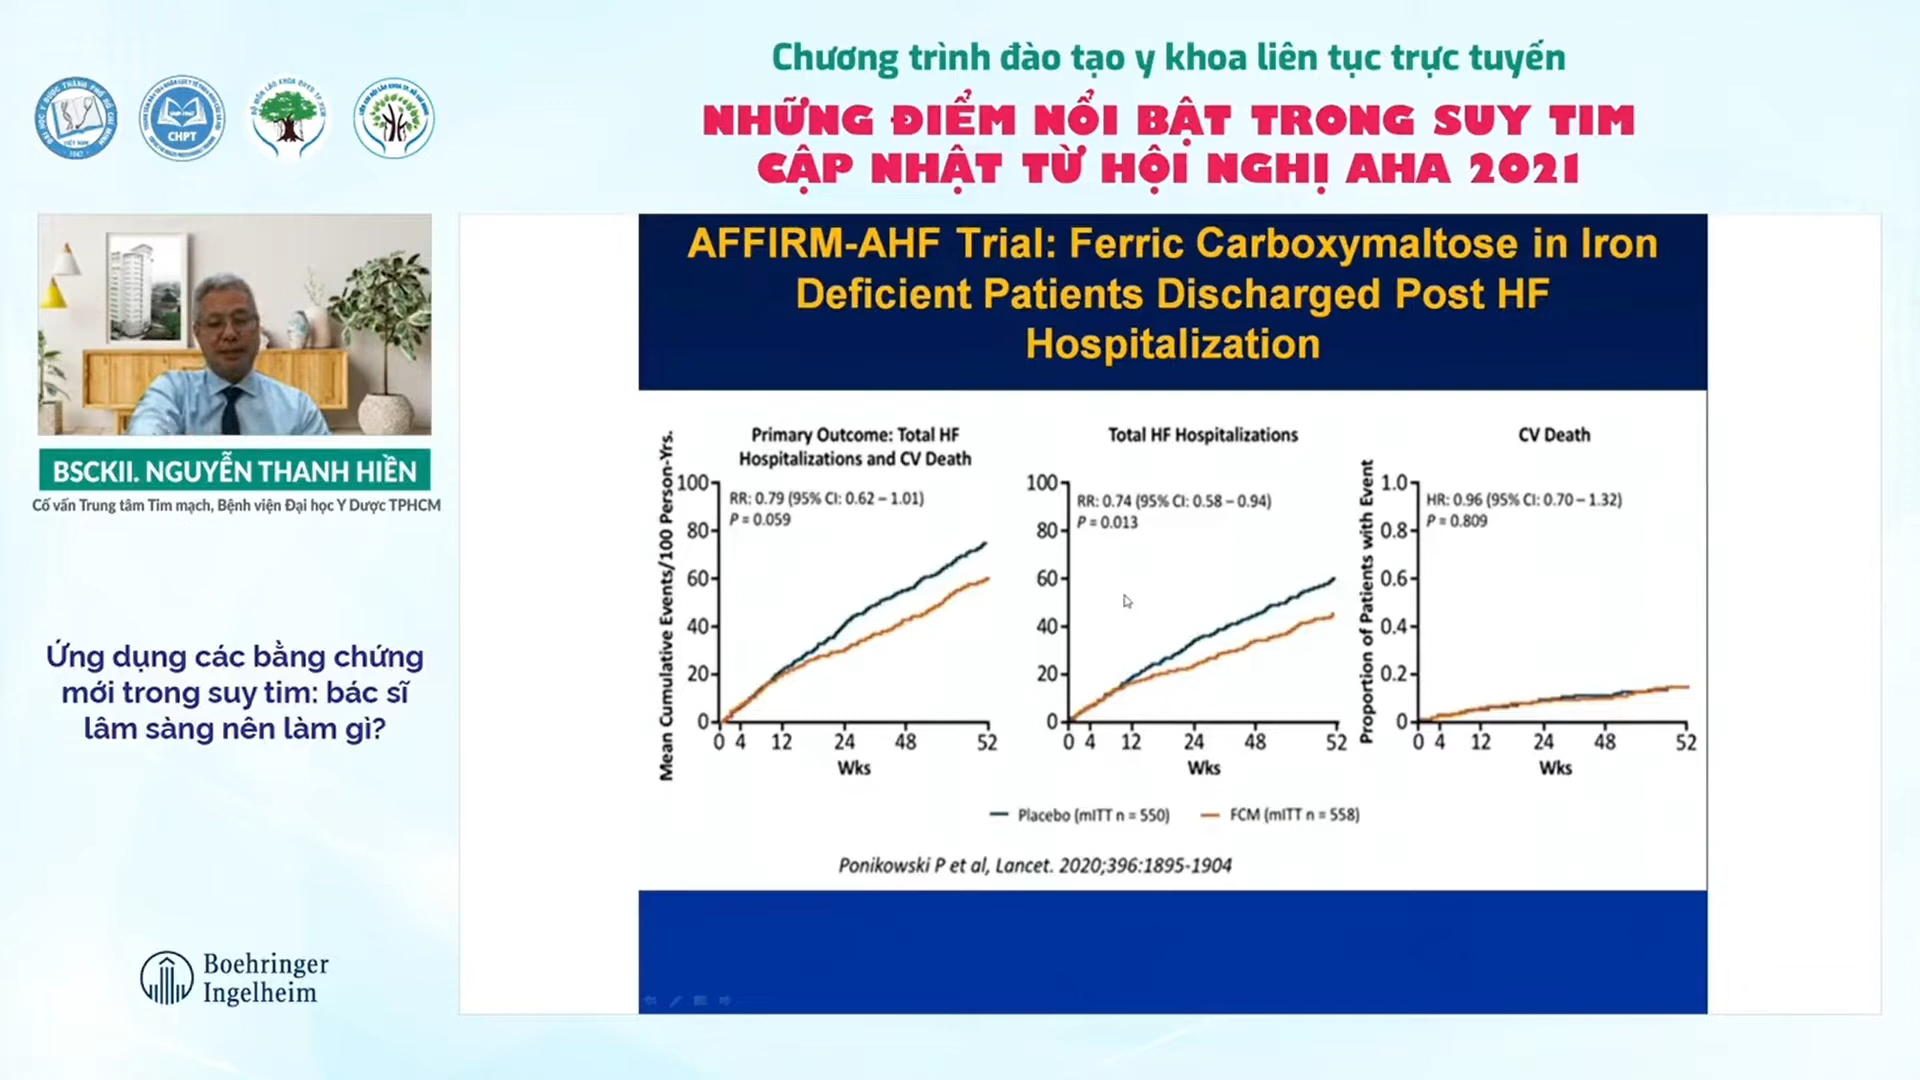 Chương trình đào tạo y khoa liên tục trực tuyến
NHỮNG ĐIỂM NỔI BẬT TRONG SUY TIM
CẬP NHẬT TỪ HỘI NGHỊ AHA 2021
CHPT
BSCKII. NGUYỄN THANH HIỀN
Cố vấn Trung tâm Tim mạch, Bệnh viện Đại học Y Dược TPHCM
Ứng dụng các bằng chứng
mới trong suy tim: bác sĩ
lâm sàng nên làm gì?
Boehringer
Ingelheim
AFFIRM-AHF Trial: Ferric Carboxymaltose in Iron
Deficient Patients Discharged Post HF
Hospitalization
Mean Cumulative Events/100 Person-Yrs.
Primary Outcome: Total HF
Hospitalizations and CV Death
RR: 0.79 (95% CI: 0.62 – 1.01)
P = 0.059
100
80
60
40
20
0
0 4 12 24 48 52
Wks
Total HF Hospitalizations
RR: 0.74 (95% CI: 0.58 – 0.94)
P = 0.013
100
80
60
40
20
0
0 4 12 24 48 52
Wks
Proportion of Patients with Event
CV Death
HR: 0.96 (95% CI: 0.70 – 1.32)
P = 0.809
1.0
0.8
0.6
0.4
0.2
0
0 4 12 24 48 52
Wks
Placebo (mITT n = 550) FCM (mITT n = 558)
Ponikowski P et al, Lancet. 2020;396:1895-1904